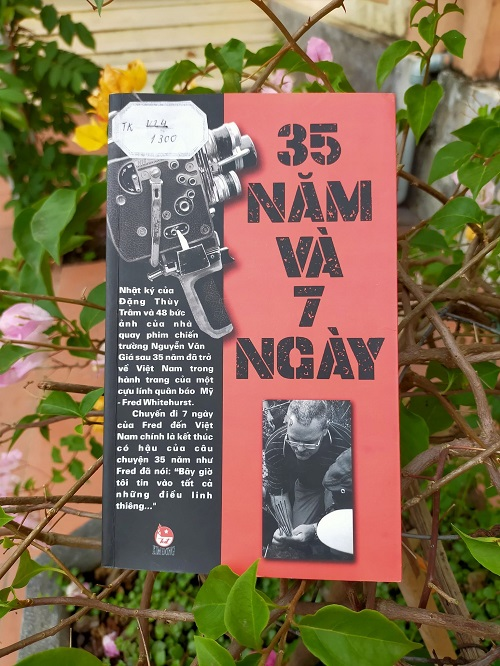 TK
1300
35
NĂM
VÀ
7
NGÀY
Nhật ký của
Đặng Thùy
Trâm và 48 bức
ảnh của nhà
quay phim chiến
trường Nguyễn Văn
Giá sau 35 năm đã trở
về Việt Nam trong
hành trang của một
cựu lính quân báo Mỹ
-Fred Whitehurst.
Chuyến đi 7 ngày
của Fred đến Việt
Nam chính là kết thúc
có hậu của câu
chuyện 35 năm như
Fred đã nói: "Bây giờ
tôi tin vào tất cả
những điều linh
thiêng..."
KIM ĐỒNG